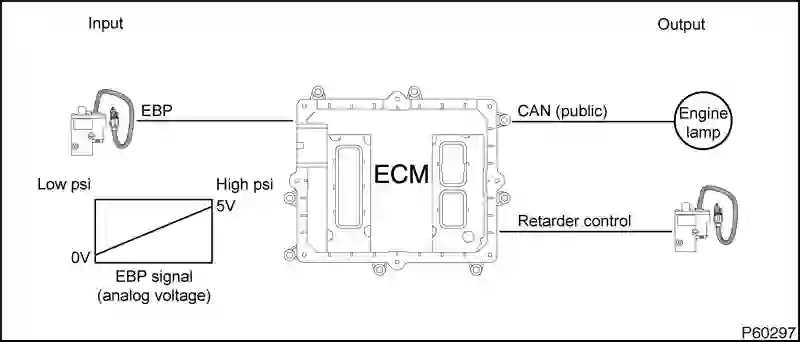 Input
Output
EBP
CAN (public)
Engine
lamp
ECM
Low psi
High psi
5V
0V
EBP signal
(analog voltage)
Retarder control
P60297